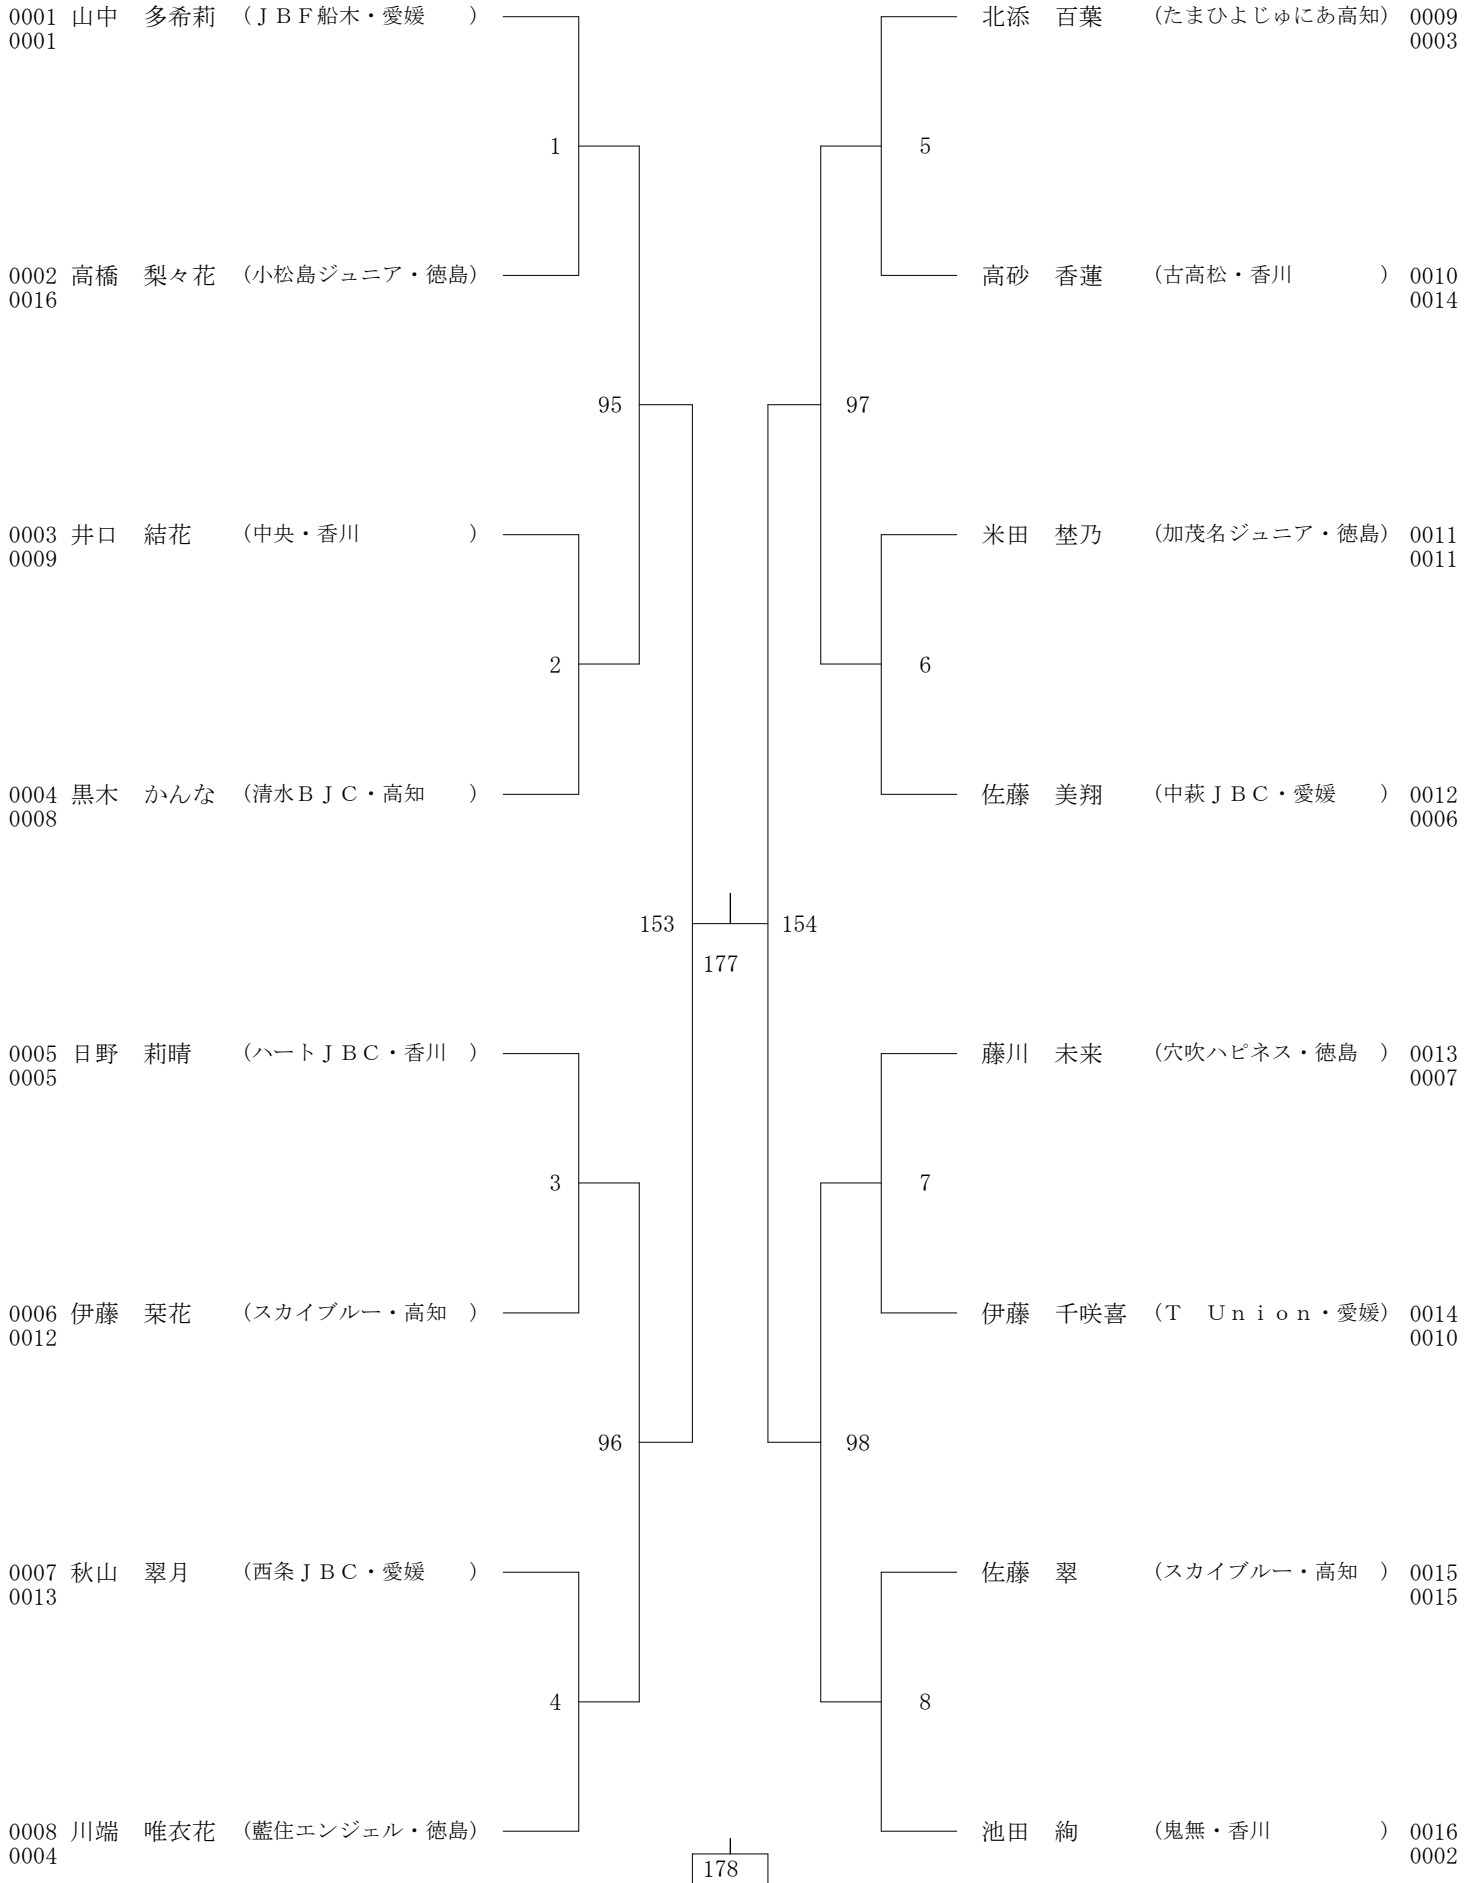 0001 山中　多希莉　（ＪＢＦ船木・愛媛　　）
0001
1
0002 高橋　梨々花　（小松島ジュニア・徳島）
0016
95
0003 井口　結花　　（中央・香川　　　　　）
0009
2
0004 黒木　かんな　（清水ＢＪＣ・高知　　）
0008
153
177
0005 日野　莉晴　　（ハートＪＢＣ・香川　）
0005
3
0006 伊藤　栞花　　（スカイブルー・高知　）
0012
96
0007 秋山　翠月　　（西条ＪＢＣ・愛媛　　）
0013
4
0008 川端　唯衣花　（藍住エンジェル・徳島）
0004
178
北添　百葉　　（たまひよじゅにあ高知） 0009
0003
5
高砂　香蓮　　（古高松・香川　　　　） 0010
0014
97
米田　埜乃　　（加茂名ジュニア・徳島） 0011
0011
6
佐藤　美翔　　（中萩ＪＢＣ・愛媛　　） 0012
0006
154
藤川　未来　　（穴吹ハピネス・徳島　） 0013
0007
7
伊藤　千咲喜　（Ｔ　Ｕｎｉｏｎ・愛媛） 0014
0010
98
佐藤　翠　　　（スカイブルー・高知　） 0015
0015
8
池田　絢　　　（鬼無・香川　　　　　） 0016
0002